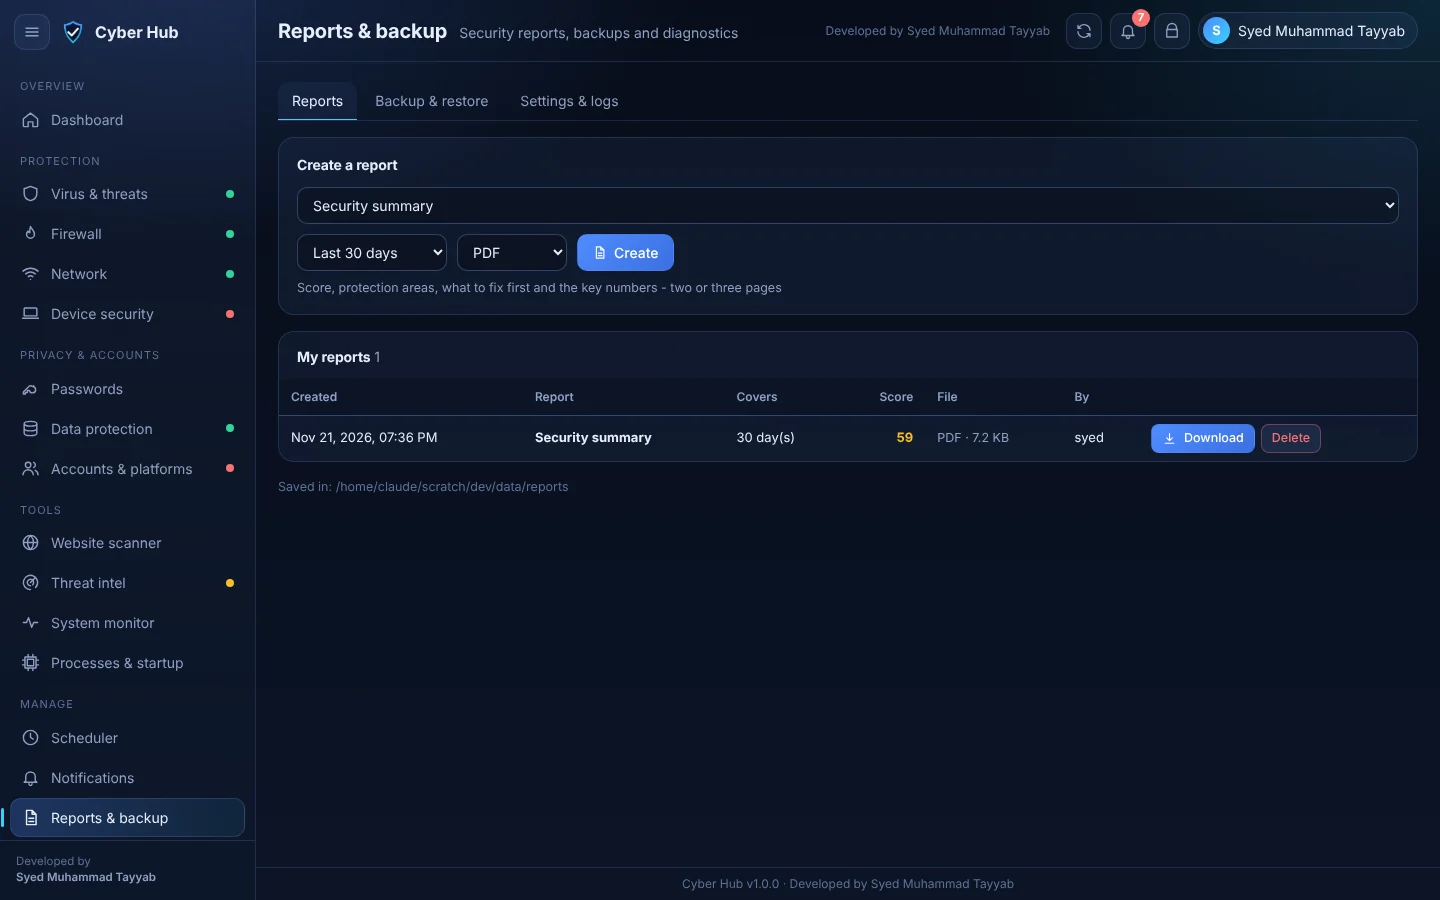 Cyber Hub
OVERVIEW
Dashboard
PROTECTION
Virus & threats
Firewall
Network
Device security
PRIVACY & ACCOUNTS
Passwords
Data protection
Accounts & platforms
TOOLS
Website scanner
Threat intel
System monitor
Processes & startup
MANAGE
Scheduler
Notifications
Reports & backup
Developed by
Syed Muhammad Tayyab
Reports & backup Security reports, backups and diagnostics Developed by Syed Muhammad Tayyab 7 S Syed Muhammad Tayyab
Reports Backup & restore Settings & logs
Create a report
Security summary
Last 30 days PDF Create
Score, protection areas, what to fix first and the key numbers - two or three pages
My reports 1
Created Report Covers Score File By
Nov 21, 2026, 07:36 PM Security summary 30 day(s) 59 PDF · 7.2 KB syed Download Delete
Saved in: /home/claude/scratch/dev/data/reports
Cyber Hub v1.0.0 · Developed by Syed Muhammad Tayyab